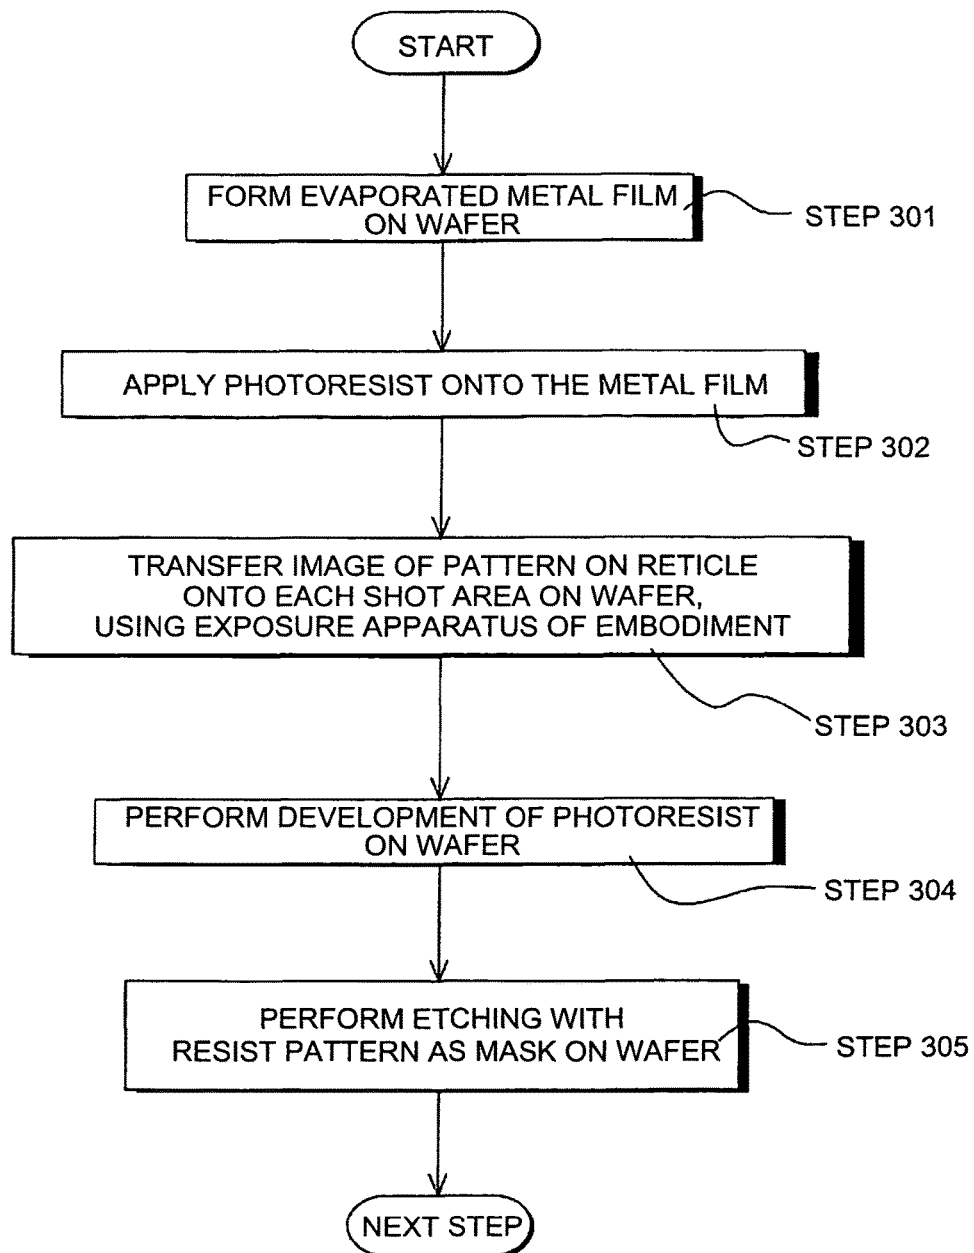 START
FORM EVAPORATED METAL FILM
ON WAFER
STEP 301
APPLY PHOTORESIST ONTO THE METAL FILM
STEP 302
TRANSFER IMAGE OF PATTERN ON RETICLE
ONTO EACH SHOT AREA ON WAFER,
USING EXPOSURE APPARATUS OF EMBODIMENT
STEP 303
PERFORM DEVELOPMENT OF PHOTORESIST
ON WAFER
STEP 304
PERFORM ETCHING WITH
RESIST PATTERN AS MASK ON WAFER
STEP 305
NEXT STEP